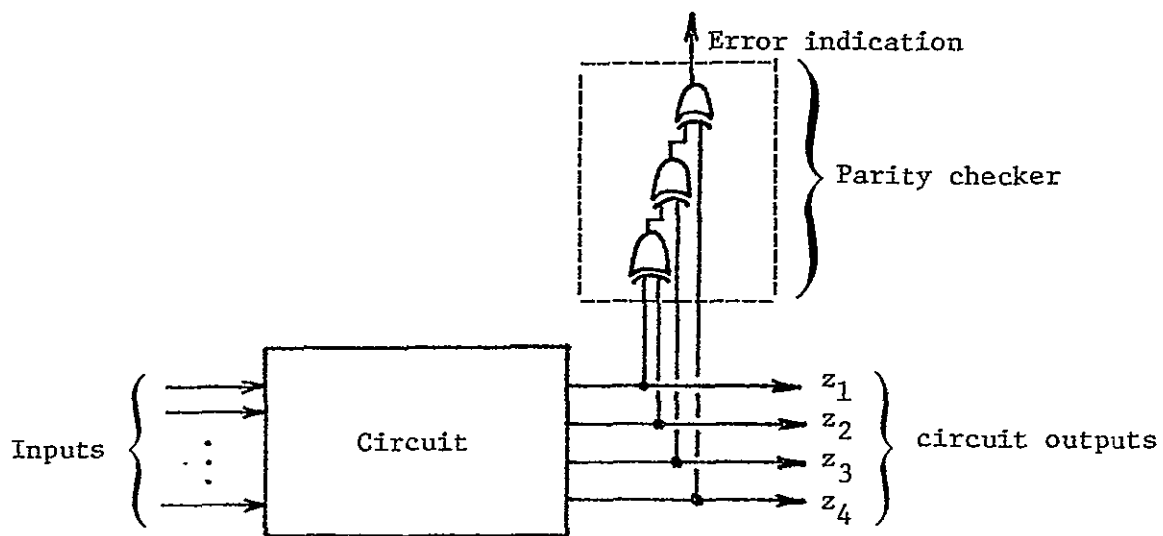 Error indication
Parity checker
Inputs
Circuit
z1
z2
z3
z4
circuit outputs